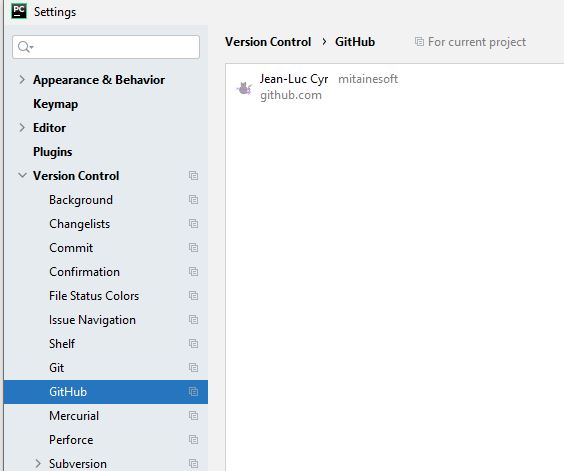 PC Settings
Version Control › GitHub For current project
Appearance & Behavior
Keymap
Editor
Plugins
Version Control
Background
Changelists
Commit
Confirmation
File Status Colors
Issue Navigation
Shelf
Git
GitHub
Mercurial
Perforce
Subversion
Jean-Luc Cyr mitainesoft
github.com